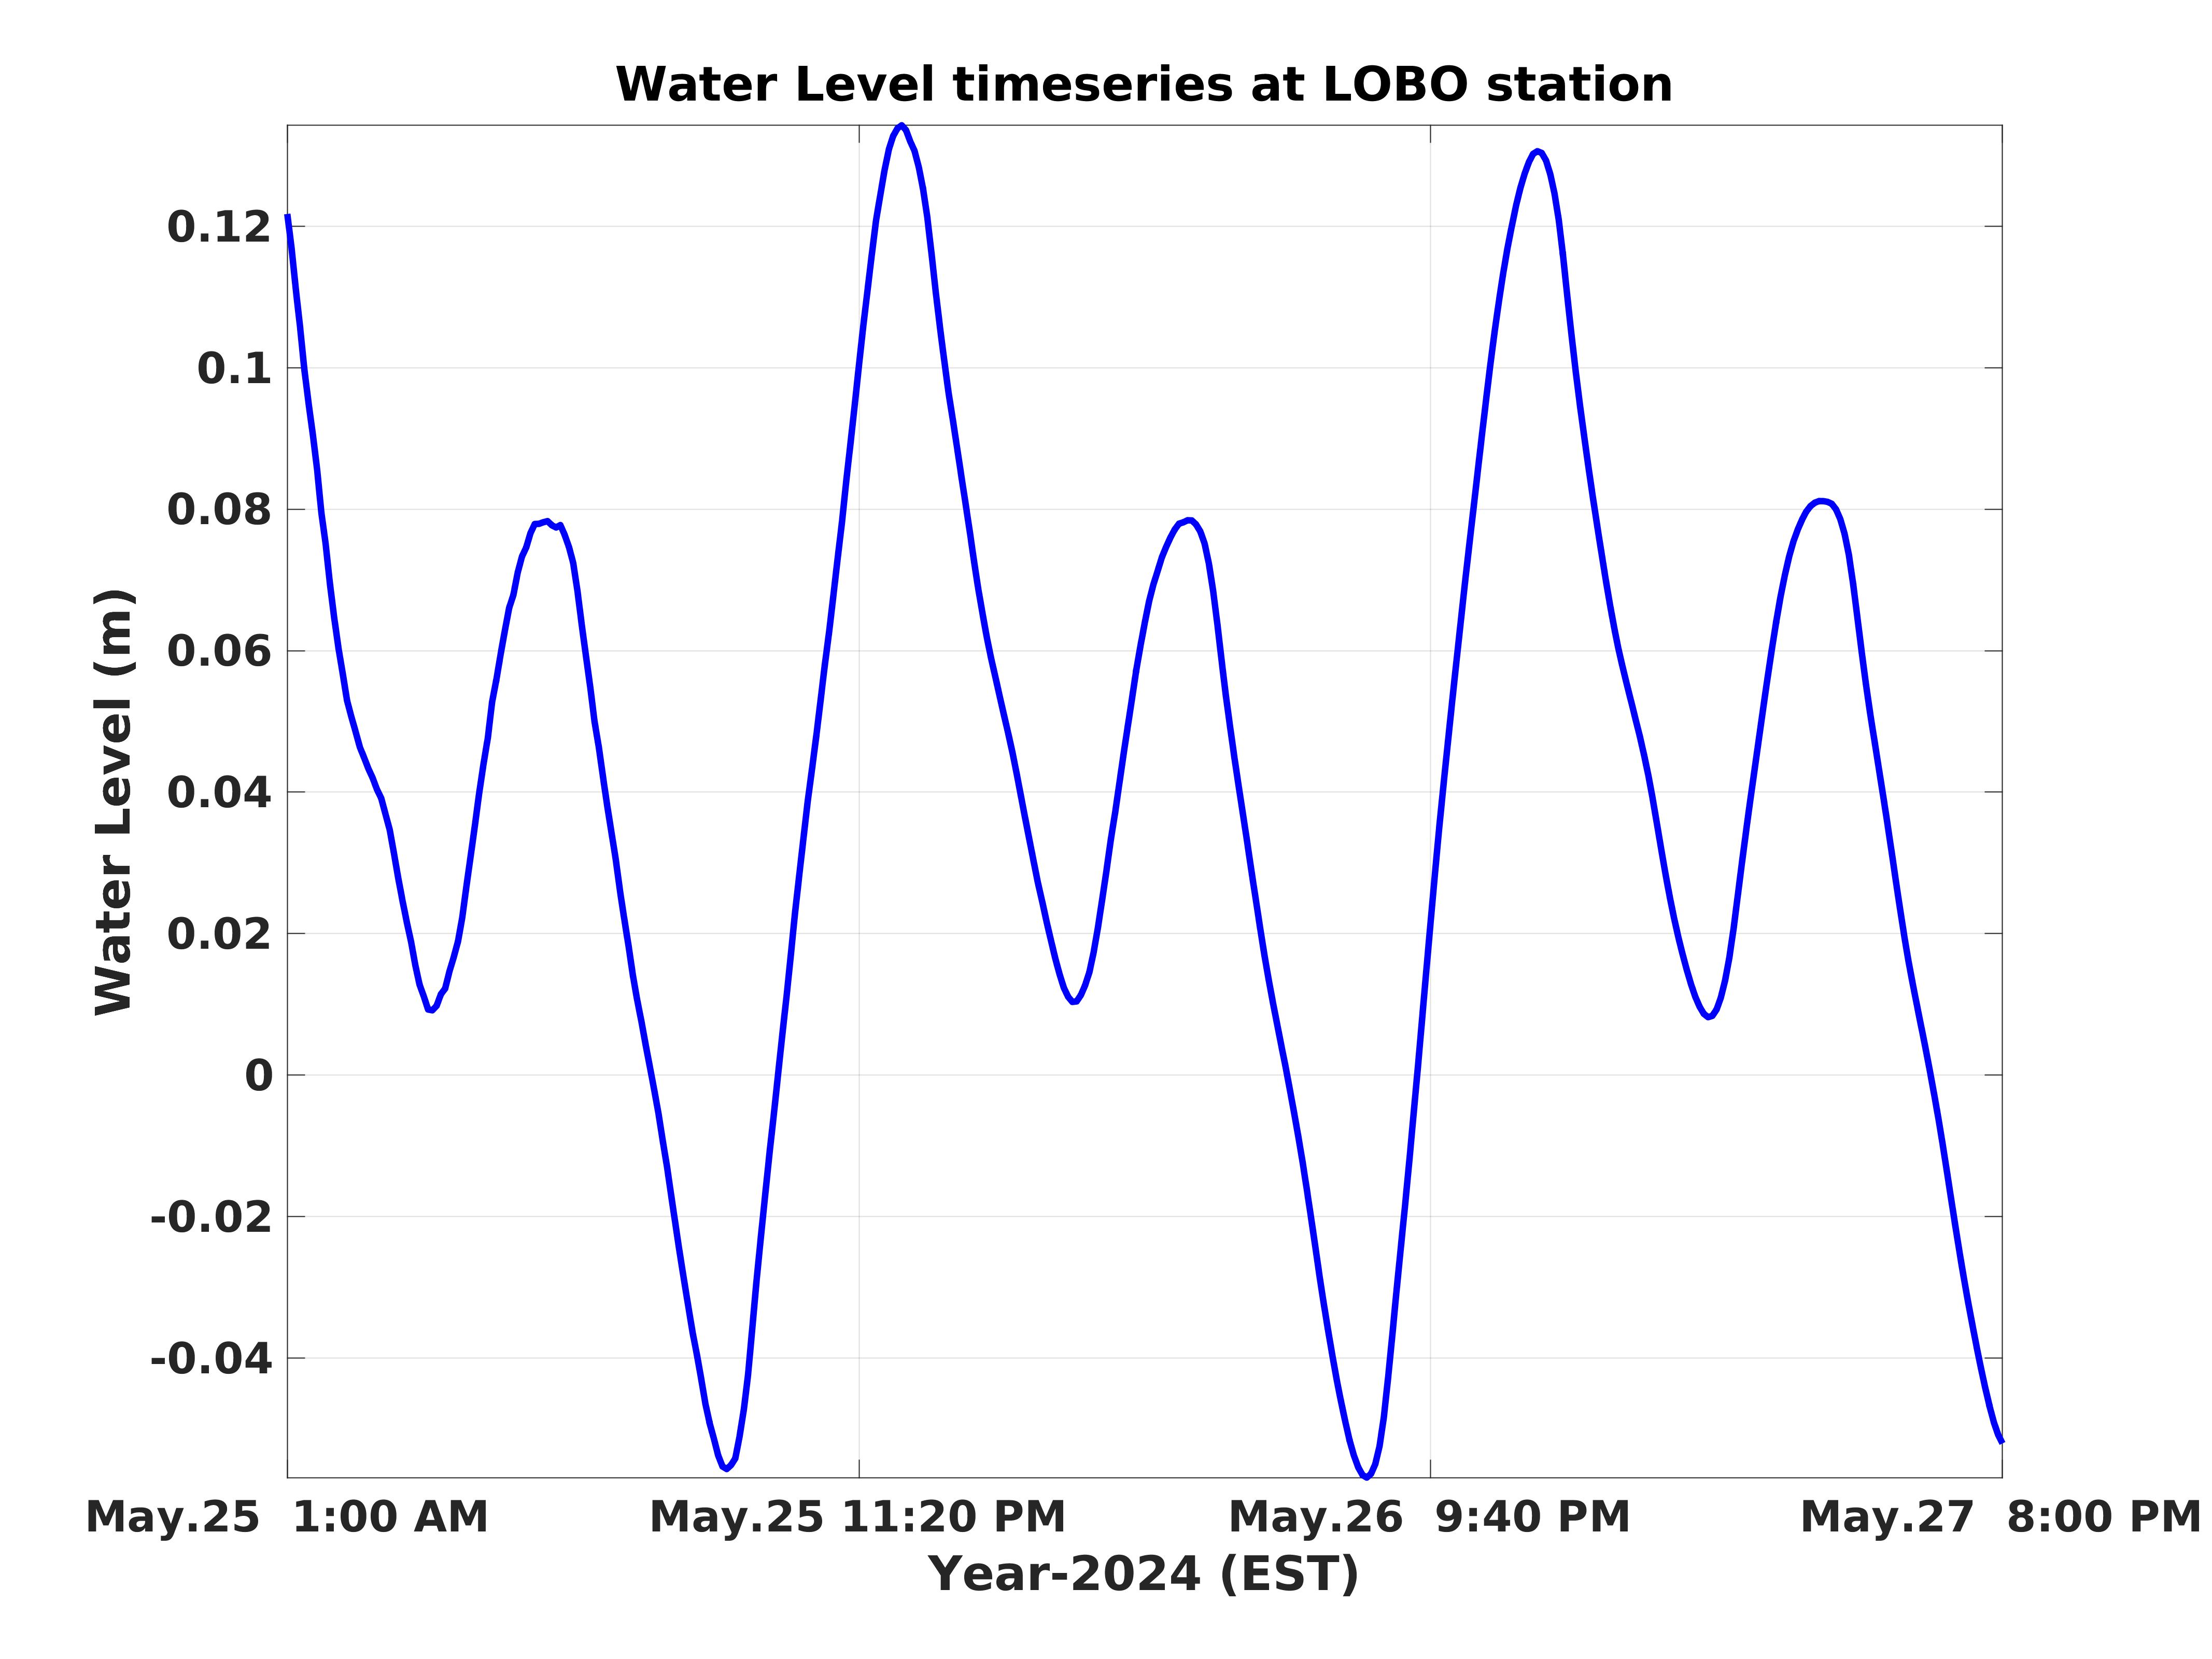 Water Level timeseries at LOBO station
Water Level (m)
0.12
0.1
0.08
0.06
0.04
0.02
0
-0.02
-0.04
May.25  1:00 AM
May.25 11:20 PM
May.26  9:40 PM
May.27  8:00 PM
Year-2024 (EST)